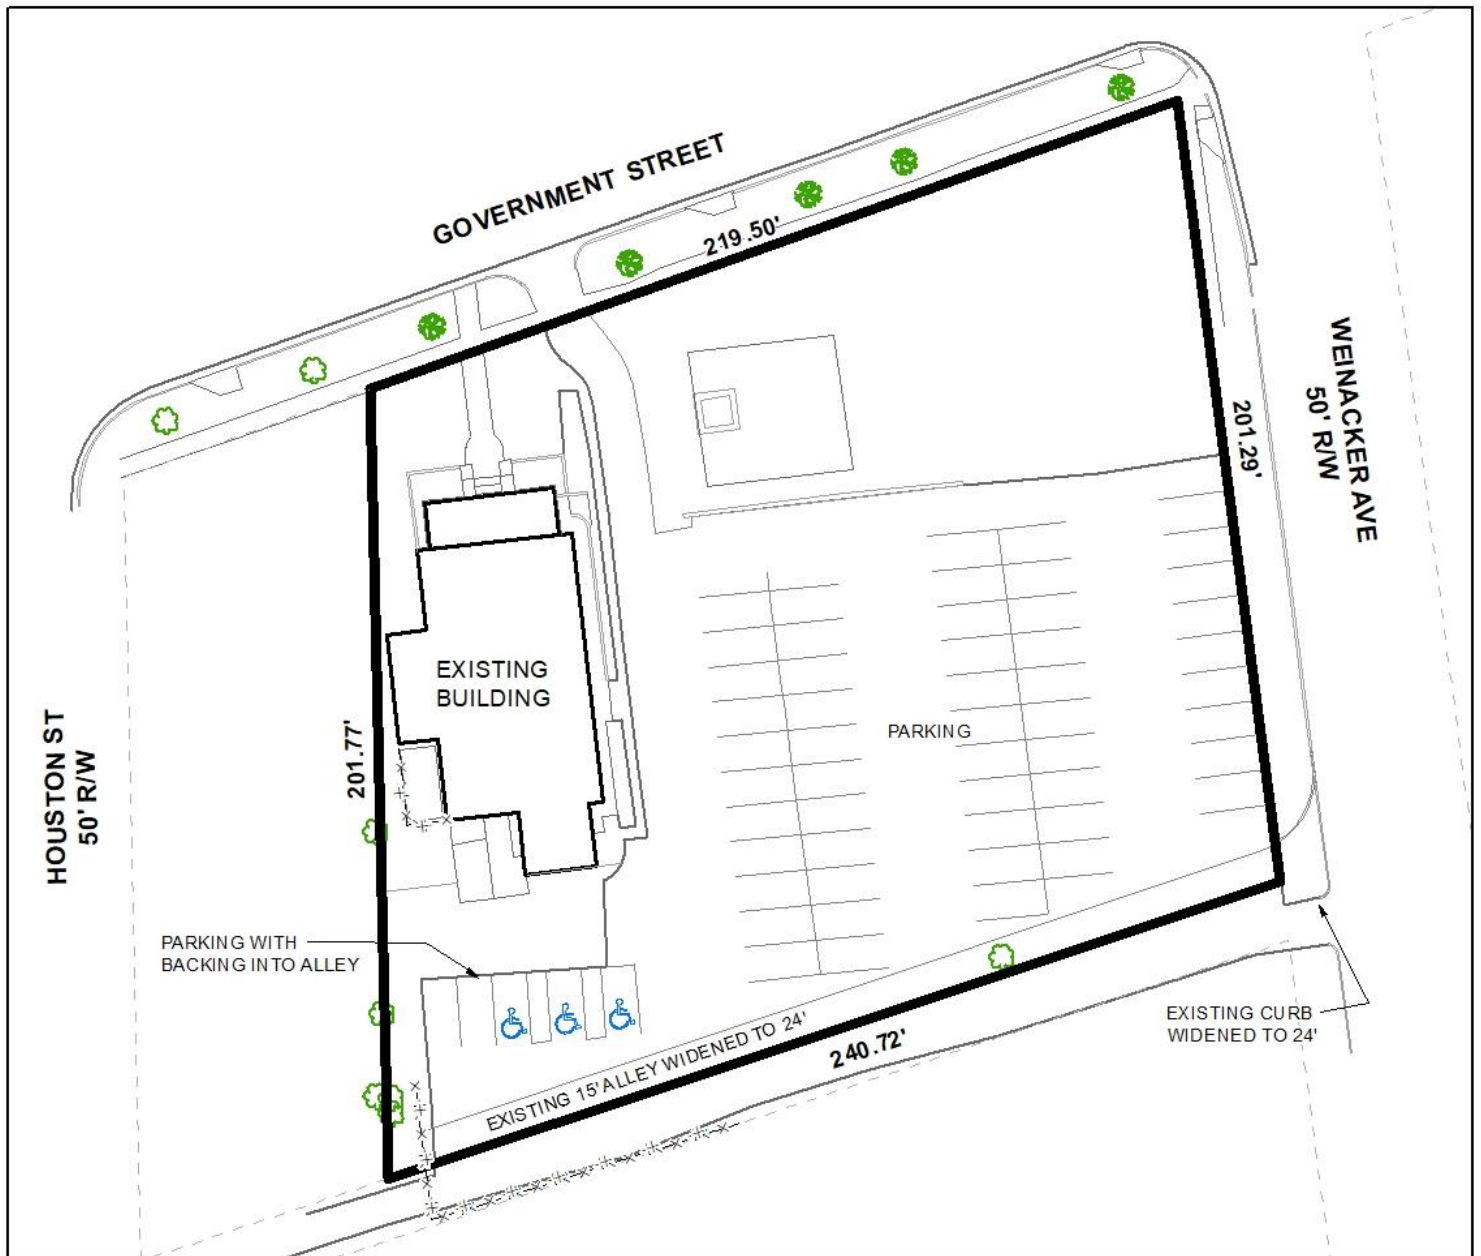 GOVERNMENT STREET
219.50'
WEINACKER AVE
50' R/W
201.29'
EXISTING
BUILDING
PARKING
201.77'
HOUSTON ST
50' R/W
PARKING WITH
BACKING INTO ALLEY
EXISTING 15' ALLEY WIDENED TO 24'
240.72'
EXISTING CURB
WIDENED TO 24'